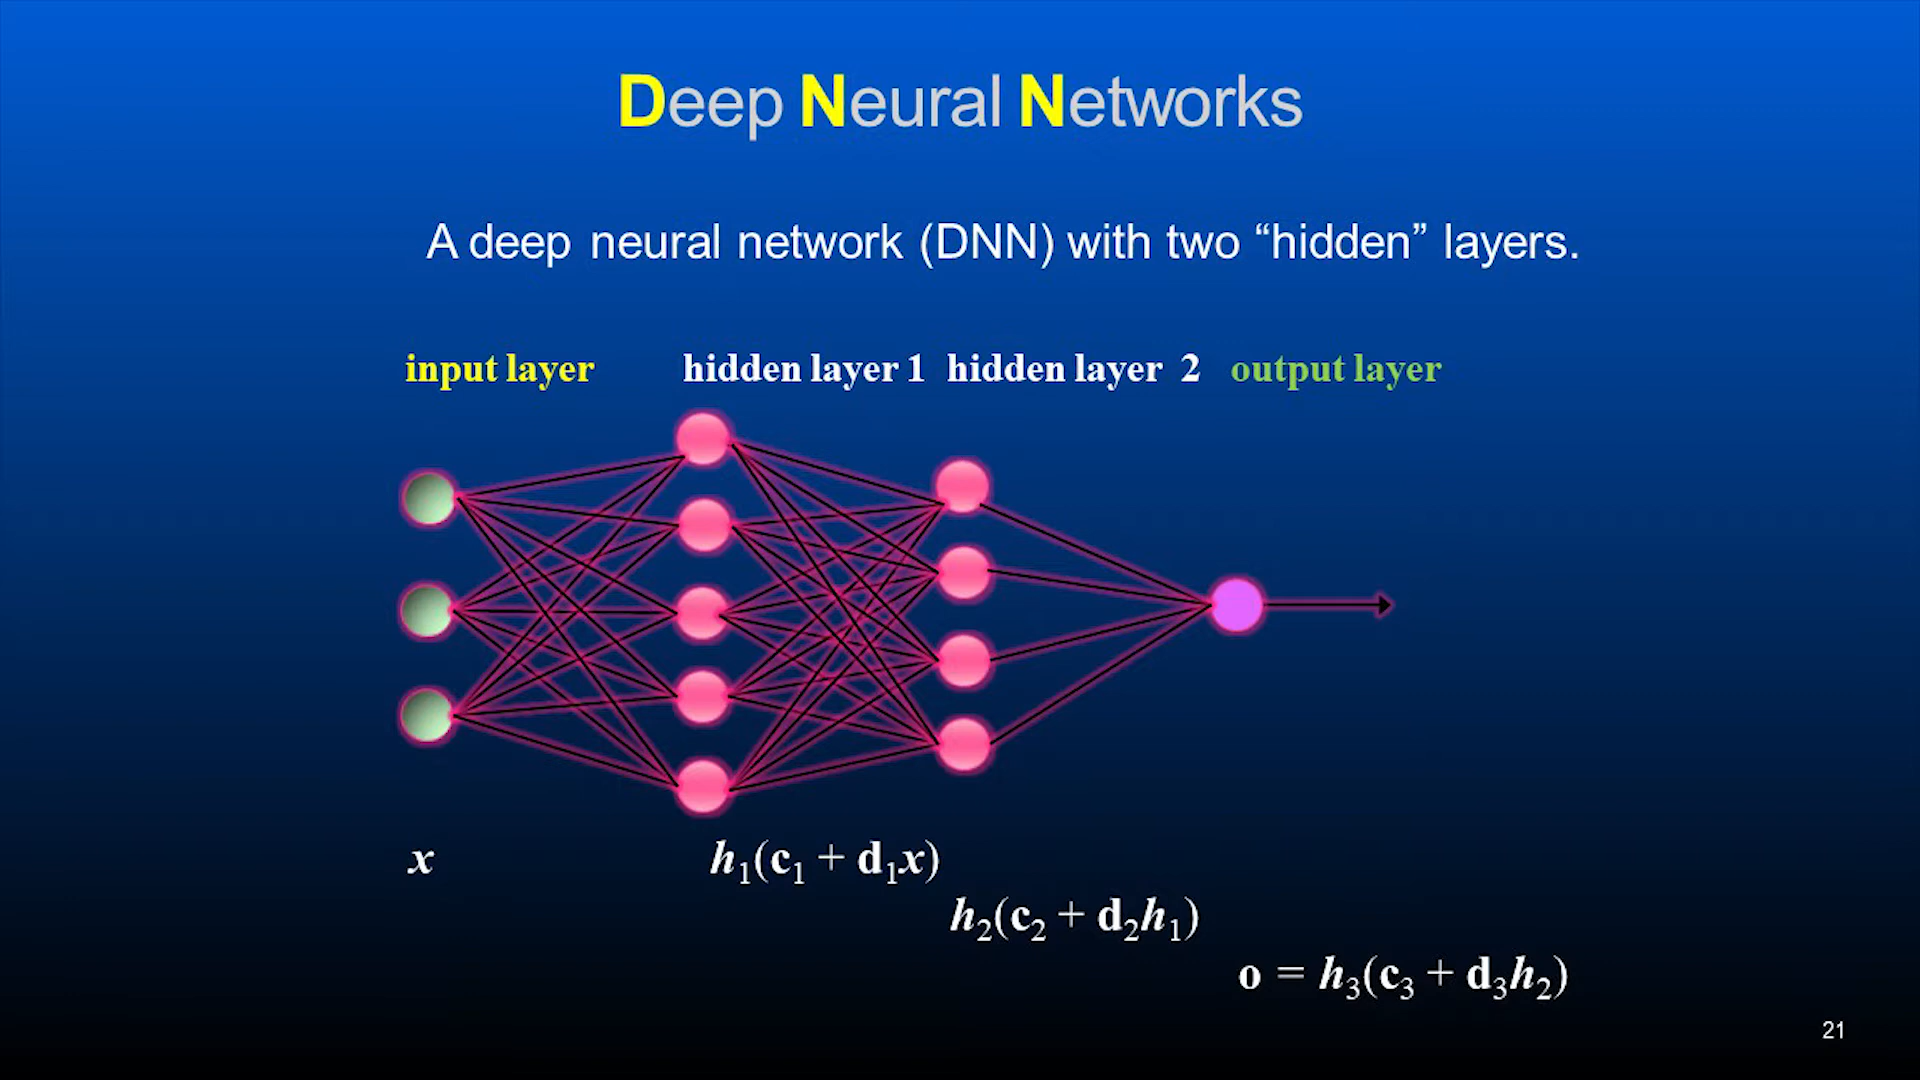 Deep Neural Networks
A deep neural network (DNN) with two “hidden” layers.
input layer hidden layer 1 hidden layer 2 output layer
x h₁(c₁ + d₁x)
h₂(c₂ + d₂h₁)
o = h₃(c₃ + d₃h₂)
21